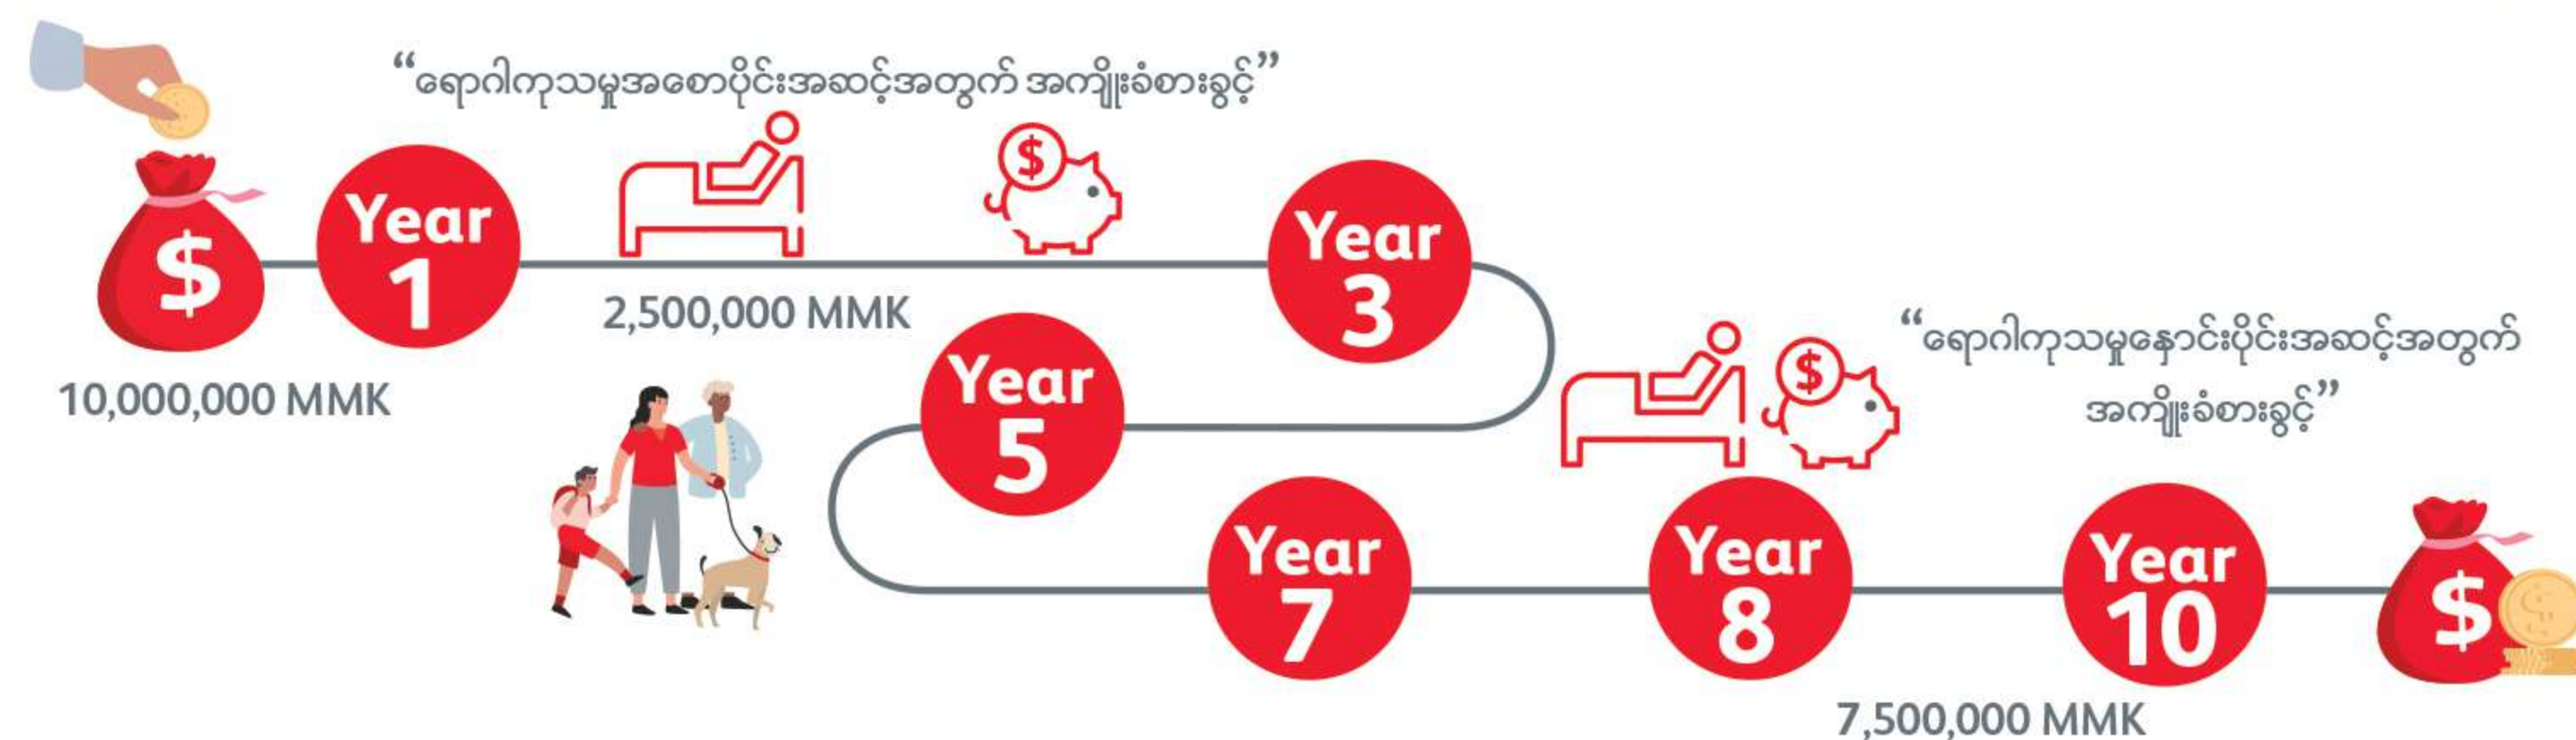 “ရောဂါကုသမှုအစောပိုင်းအဆင့်အတွက် အကျိုးခံစားခွင့်”
$
Year
1
$
Year
3
2,500,000 MMK
10,000,000 MMK
Year
5
$
“ရောဂါကုသမှုနှောင်းပိုင်းအဆင့်အတွက်
အကျိုးခံစားခွင့်”
Year
7
Year
8
Year
10
$
7,500,000 MMK